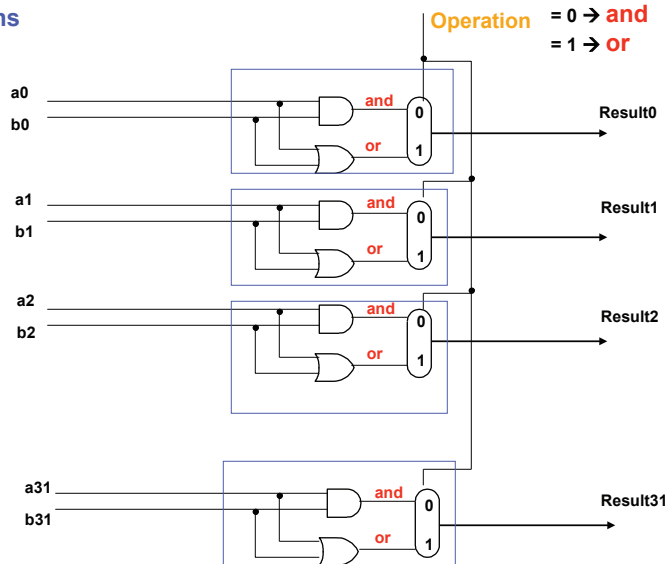 ns
Operation = 0 → and
= 1 → or
a0
b0
and
0
or
1
Result0
a1
b1
and
0
or
1
Result1
a2
b2
and
0
or
1
Result2
a31
b31
and
0
or
1
Result31